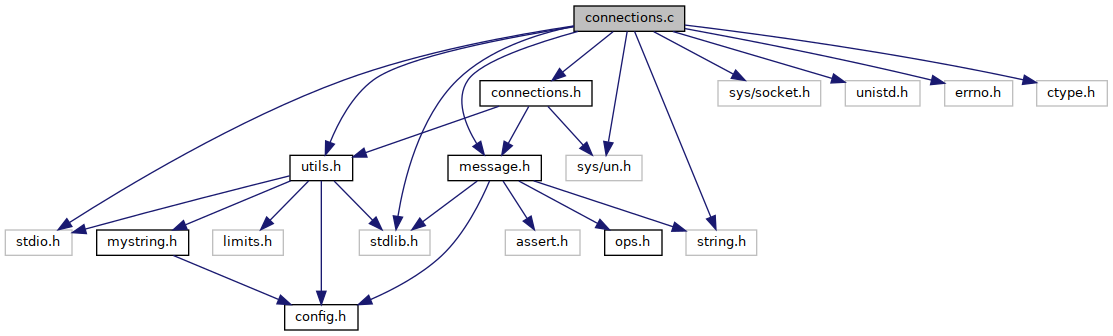 connections.c
connections.h
sys/socket.h
unistd.h
errno.h
ctype.h
utils.h
message.h
sys/un.h
stdio.h
mystring.h
limits.h
stdlib.h
assert.h
ops.h
string.h
config.h